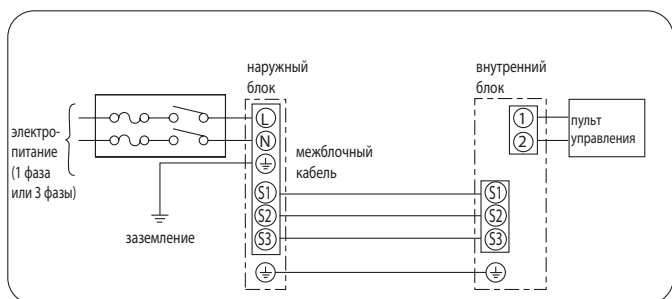 наружный
блок
внутренний
блок
электро-
питание
(1 фаза
или 3 фазы)
L
N
межблочный
кабель
S1
S2
S3
заземление
1
2
пульт
управления
S1
S2
S3